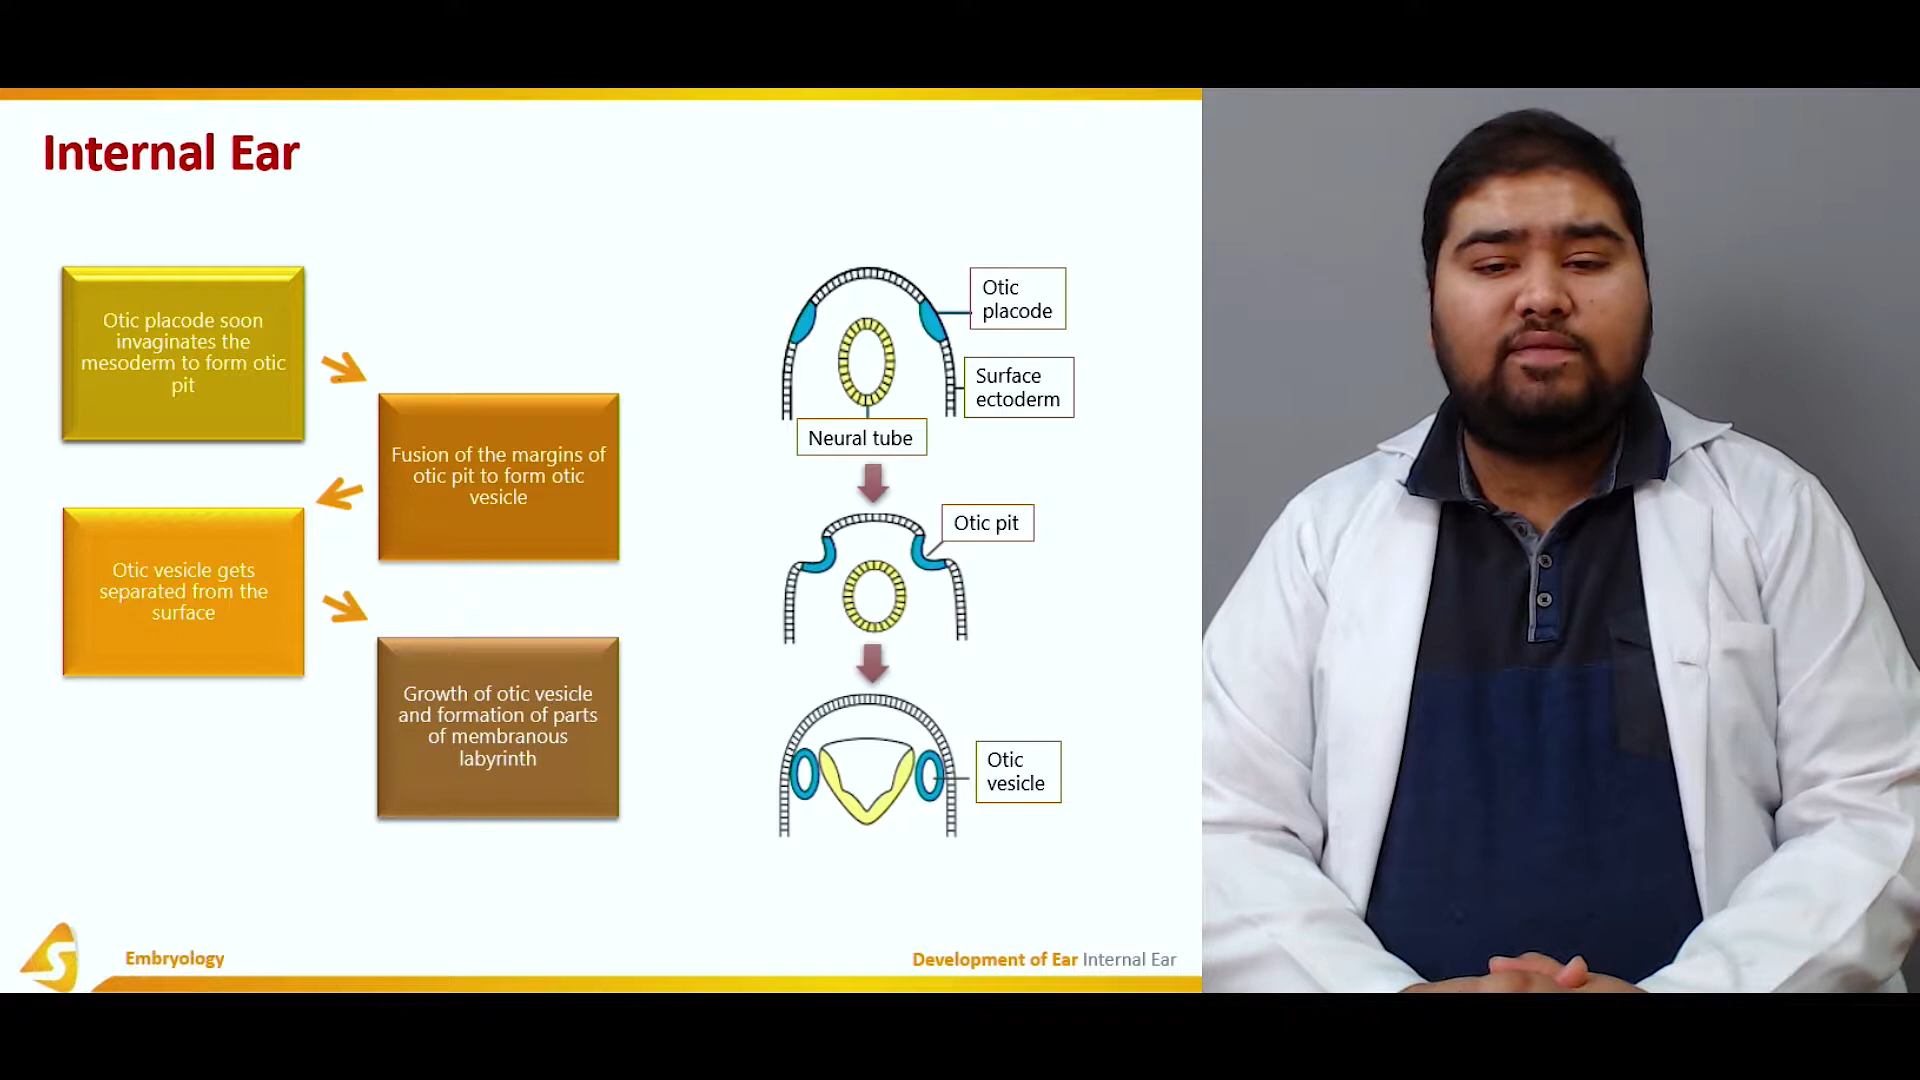 Internal Ear
Otic placode soon
invaginates the
mesoderm to form otic
pit
Fusion of the margins of
otic pit to form otic
vesicle
Otic vesicle gets
separated from the
surface
Growth of otic vesicle
and formation of parts
of membranous
labyrinth
Otic
placode
Surface
ectoderm
Neural tube
Otic pit
Otic
vesicle
S
Embryology
Development of Ear Internal Ear